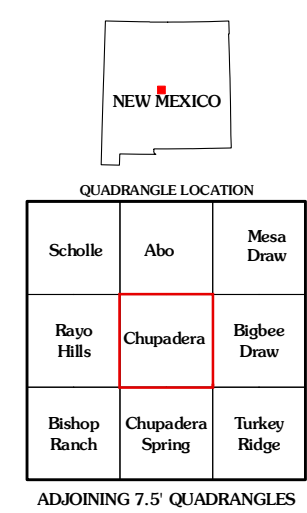 NEW MEXICO
QUADRANGLE LOCATION
Scholle
Abo
Mesa
Draw
Rayo
Hills
Chupadera
Bigbee
Draw
Bishop
Ranch
Chupadera
Spring
Turkey
Ridge
ADJOINING 7.5' QUADRANGLES